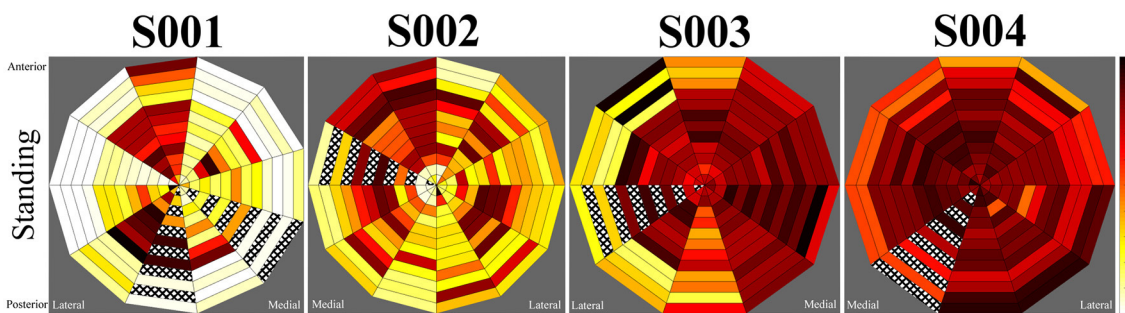 S001 S002 S003 S004
Anterior
Standing
Posterior Lateral Medial Medial Lateral Lateral Medial Medial Lateral